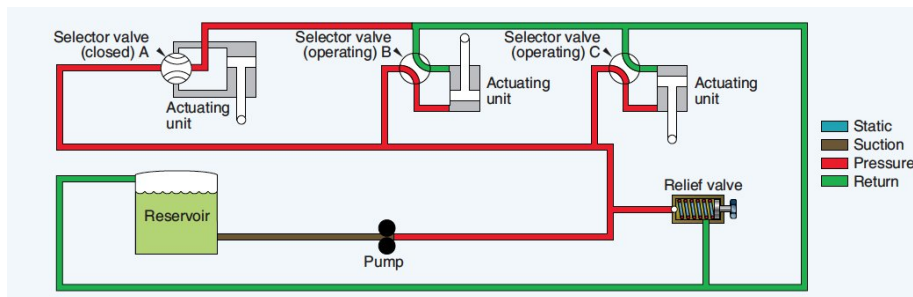 Selector valve
(closed) A
Selector valve
(operating) B
Selector valve
(operating) C
Actuating
unit
Actuating
unit
Actuating
unit
Static
Suction
Pressure
Return
Relief valve
Reservoir
Pump